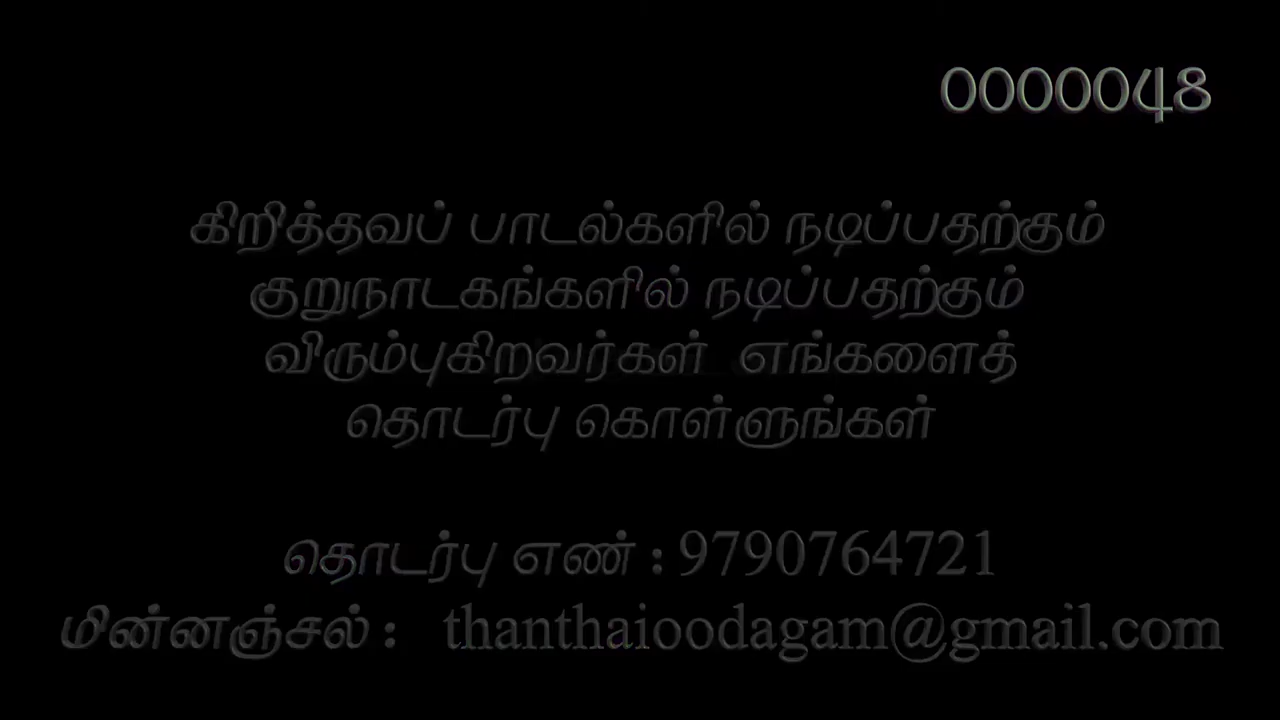 0000048
கிறித்தவப் பாடல்களில் நடிப்பதற்கும்
குறுநாடகங்களில் நடிப்பதற்கும்
விரும்புகிறவர்கள் எங்களைத்
தொடர்பு கொள்ளுங்கள்
தொடர்பு எண் : 9790764721
மின்னஞ்சல் : thanthaioodagam@gmail.com